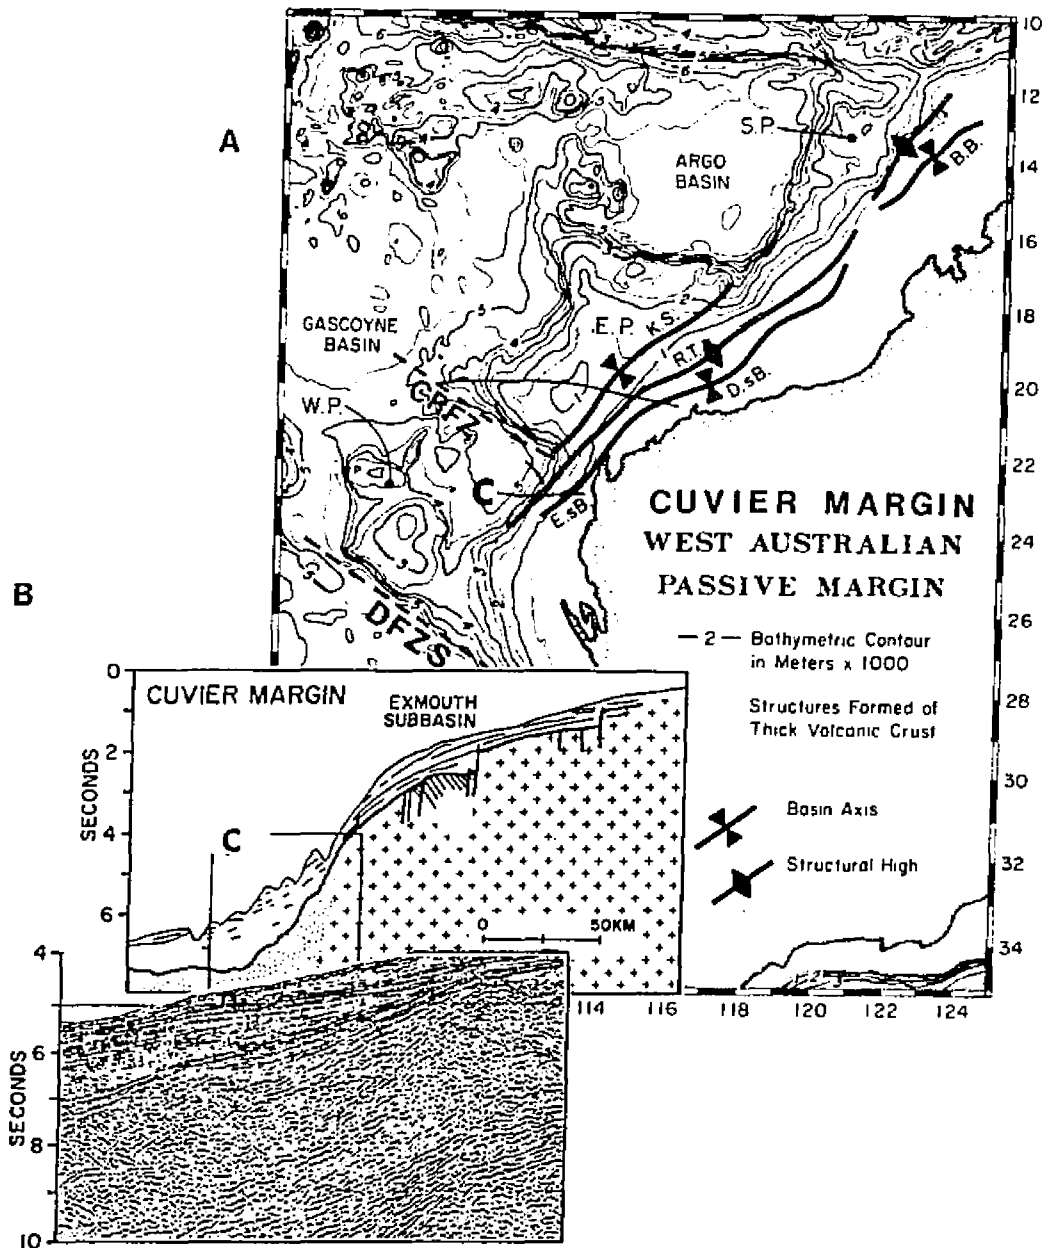 A
10
12
14
16
18
20
22
24
26
28
30
32
34
S.P.
B.B.
ARGO
BASIN
GASCOYNE
BASIN
E.P.
K.S.
R.T.
D.sB.
W.P.
CRFZ
C
E.sB.
DFZS
CUVIER MARGIN
WEST AUSTRALIAN
PASSIVE MARGIN
— 2 — Bathymetric Contour
in Meters x 1000
Structures Formed of
Thick Volcanic Crust
Basin Axis
Structural High
114 116 118 120 122 124
B
CUVIER MARGIN
EXMOUTH
SUBBASIN
SECONDS
0
2
4
6
C
0 50KM
SECONDS
4
6
8
10